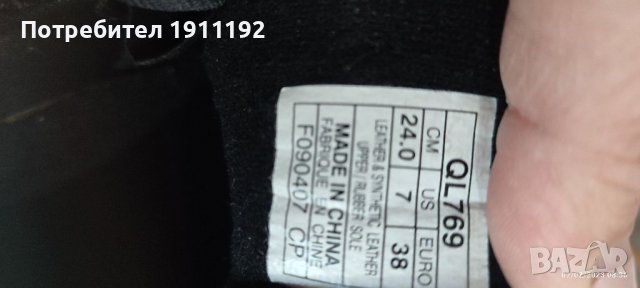 Потребител 1911192
QL769
CM US EURO
24.0 7 38
LEATHER & SYNTHETIC LEATHER
UPPER / RUBBER SOLE
MADE IN CHINA
FABRIQUE EN CHINE
F090407 CP
BAZAR